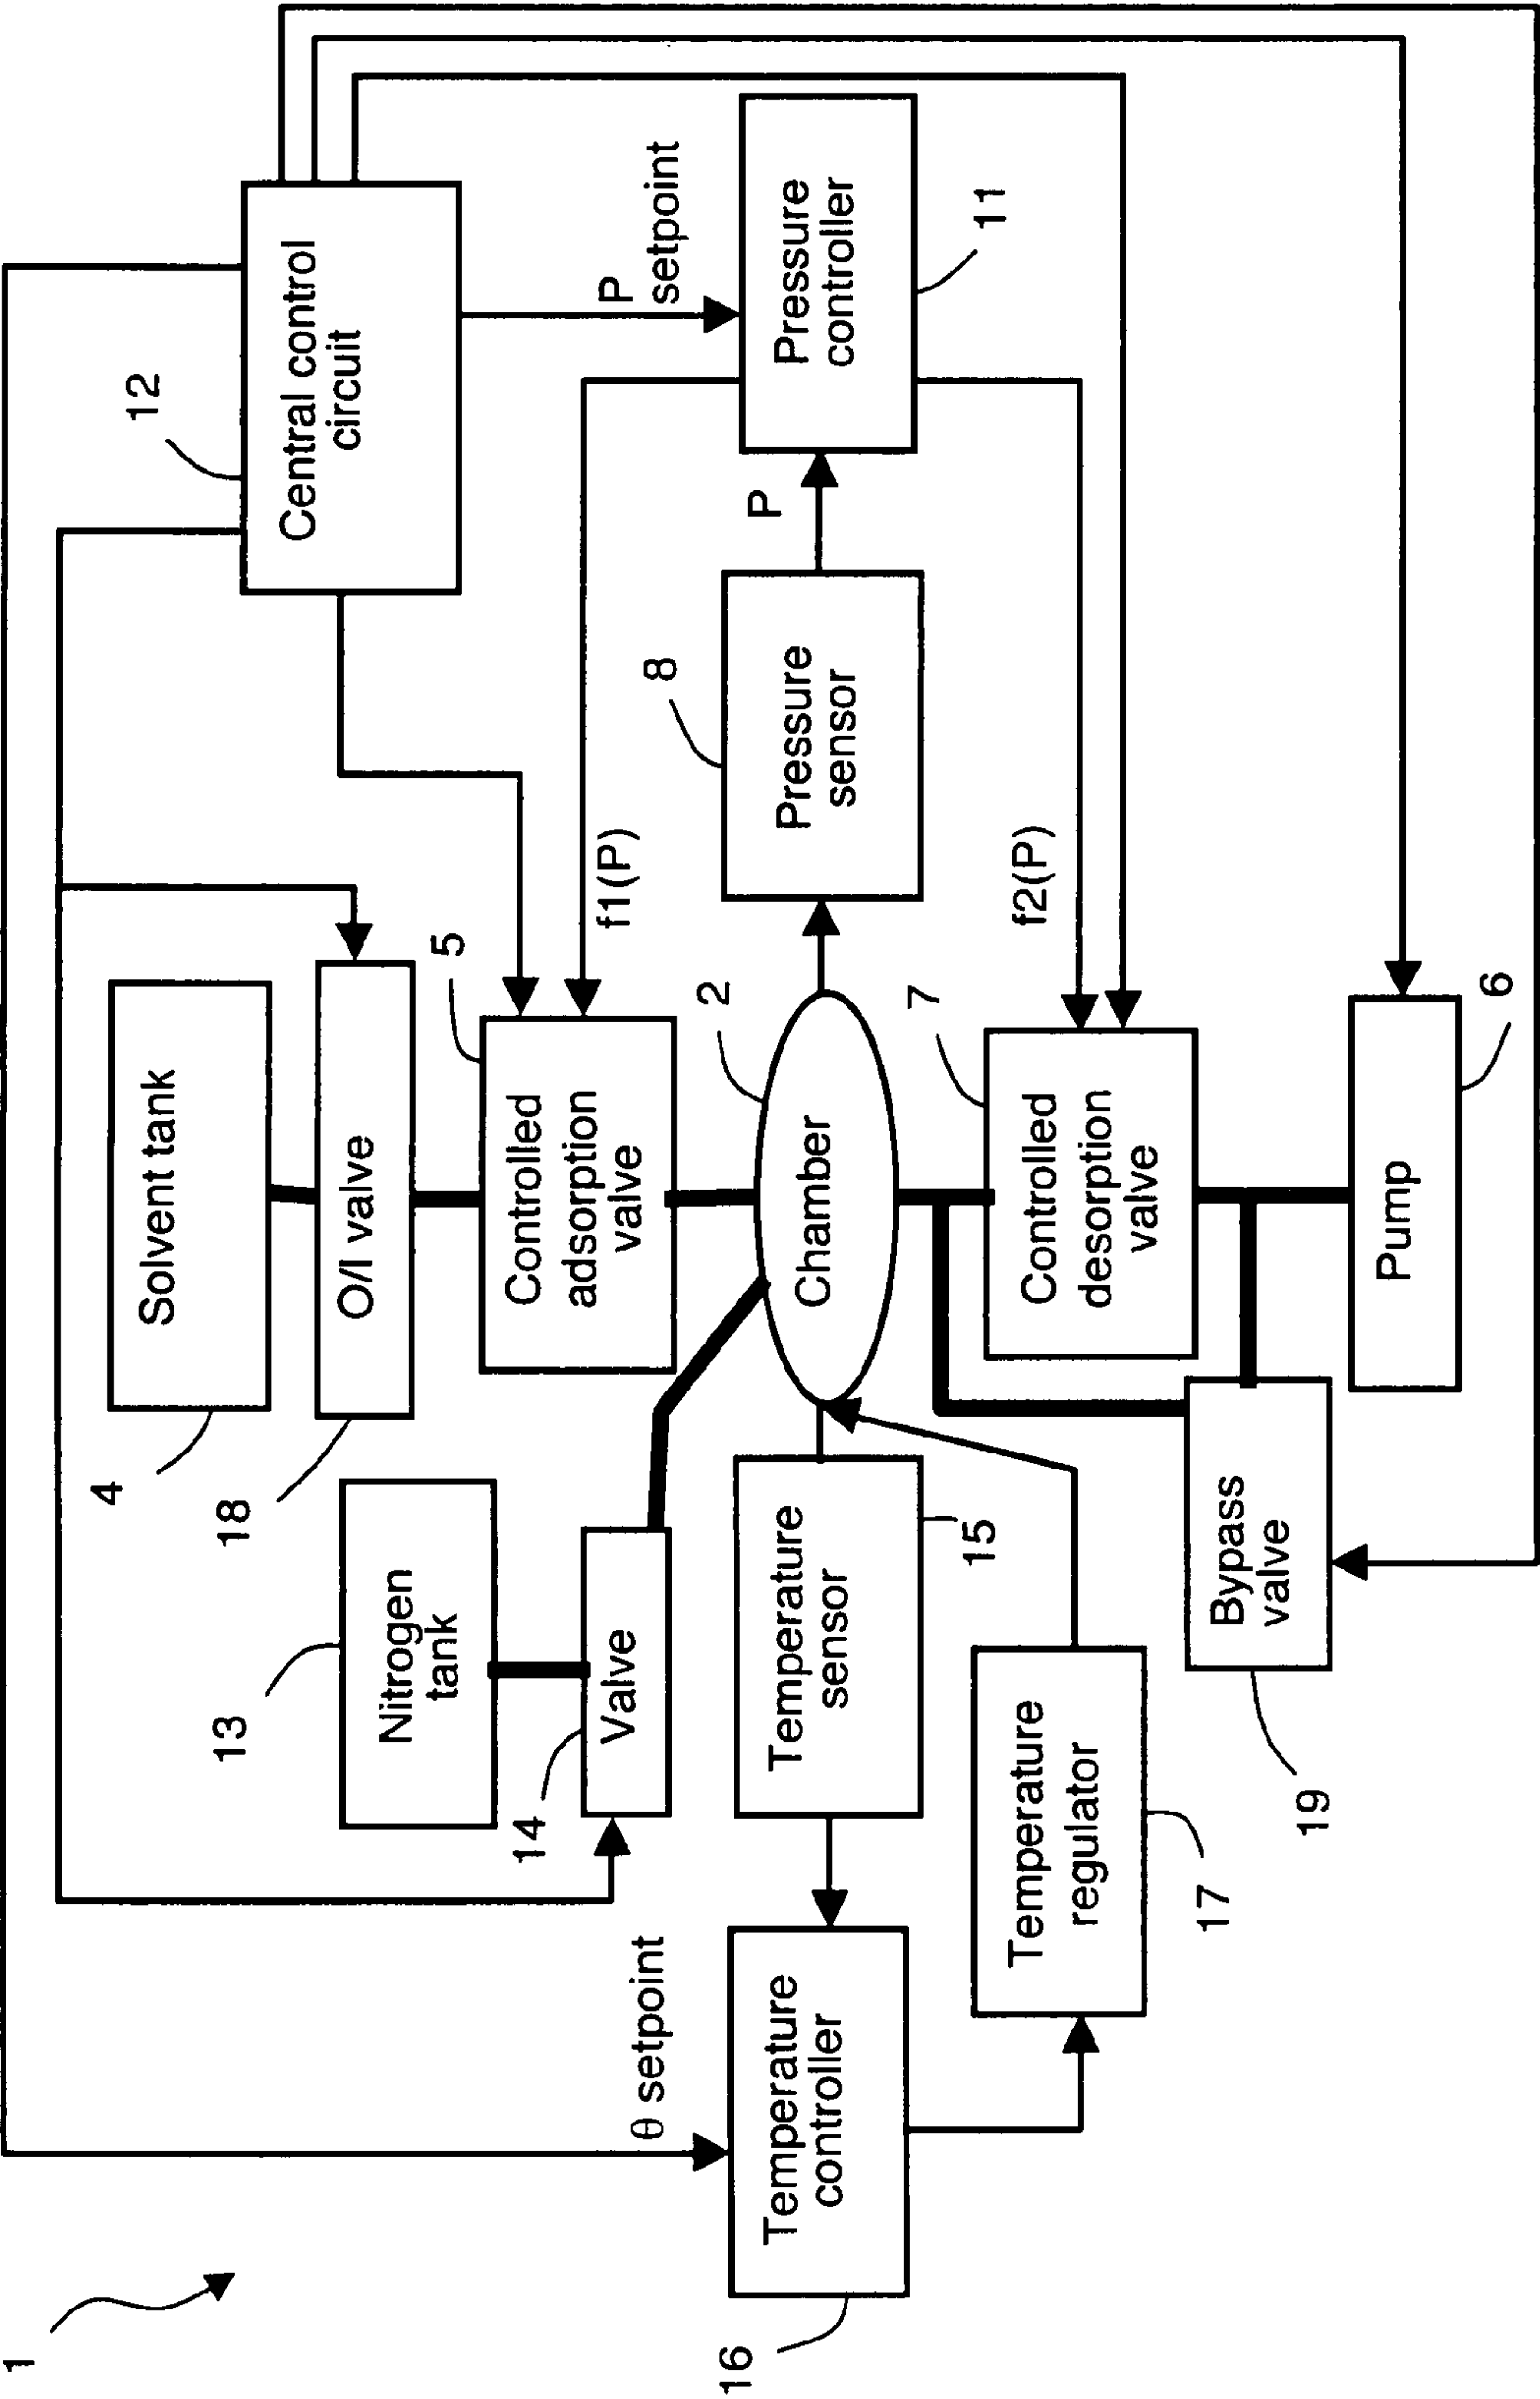 1
12
Central control
circuit
4
Solvent tank
18
O/I valve
13
Nitrogen
tank
5
Controlled
adsorption
valve
14
Valve
θ setpoint
f1(P)
P
setpoint
2
Chamber
8
Pressure
sensor
P
Pressure
controller
11
15
Temperature
sensor
16
Temperature
controller
17
Temperature
regulator
7
Controlled
desorption
valve
f2(P)
19
Bypass
valve
Pump
6